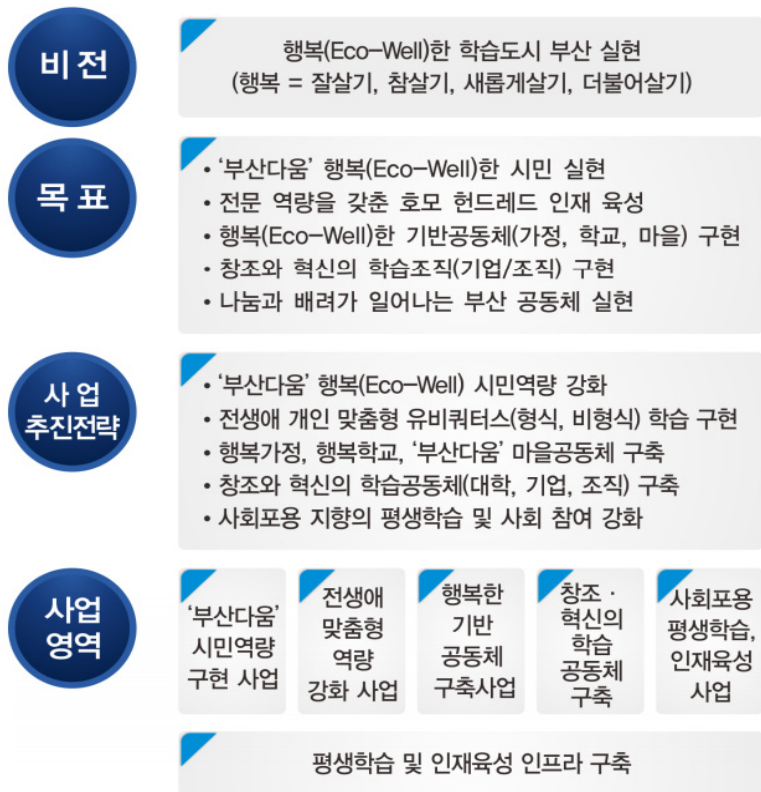 비전
행복(Eco-Well)한 학습도시 부산 실현
(행복 = 잘살기, 참살기, 새롭게살기, 더불어살기)
목표
• ‘부산다움’ 행복(Eco-Well)한 시민 실현
• 전문 역량을 갖춘 호모 헌드레드 인재 육성
• 행복(Eco-Well)한 기반공동체(가정, 학교, 마을) 구현
• 창조와 혁신의 학습조직(기업/조직) 구현
• 나눔과 배려가 일어나는 부산 공동체 실현
사업
추진전략
• ‘부산다움’ 행복(Eco-Well) 시민역량 강화
• 전생애 개인 맞춤형 유비쿼터스(형식, 비형식) 학습 구현
• 행복가정, 행복학교, ‘부산다움’ 마을공동체 구축
• 창조와 혁신의 학습공동체(대학, 기업, 조직) 구축
• 사회포용 지향의 평생학습 및 사회 참여 강화
사업
영역
‘부산다움’
시민역량
구현 사업
전생애
맞춤형
역량
강화 사업
행복한
기반
공동체
구축사업
창조 ·
혁신의
학습
공동체
구축
사회포용
평생학습,
인재육성
사업
평생학습 및 인재육성 인프라 구축